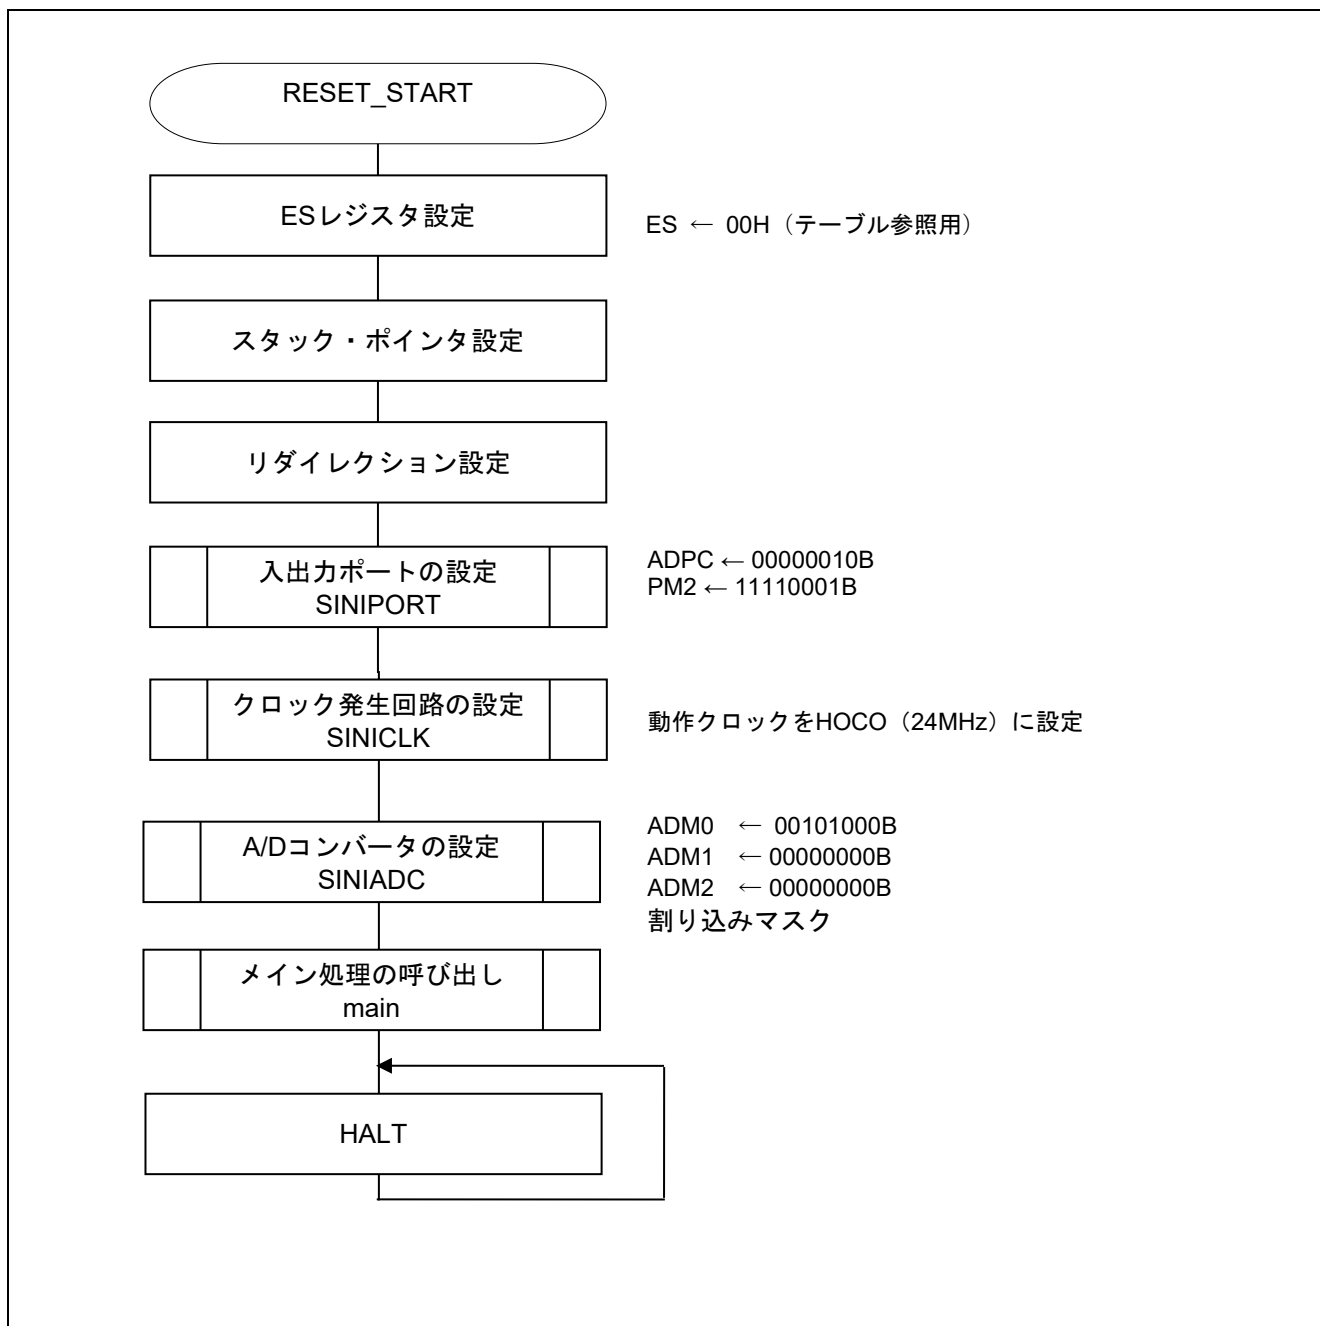 RESET_START
ESレジスタ設定
ES ← 00H（テーブル参照用）
スタック・ポインタ設定
リダイレクション設定
入出力ポートの設定
SINIPORT
ADPC ← 00000010B
PM2 ← 11110001B
クロック発生回路の設定
SINICLK
動作クロックをHOCO（24MHz）に設定
A/Dコンバータの設定
SINIADC
ADM0 ← 00101000B
ADM1 ← 00000000B
ADM2 ← 00000000B
割り込みマスク
メイン処理の呼び出し
main
HALT